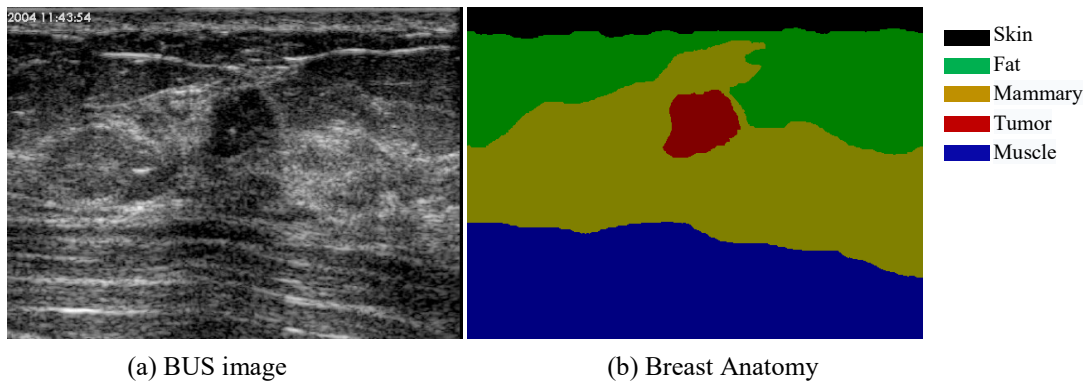 2004 11:43:54
Skin
Fat
Mammary
Tumor
Muscle
(a) BUS image
(b) Breast Anatomy